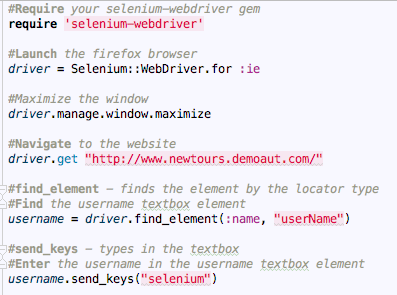 #Require your selenium-webdriver gem
require 'selenium-webdriver'
#Launch the firefox browser
driver = Selenium::WebDriver.for :ie
#Maximize the window
driver.manage.window.maximize
#Navigate to the website
driver.get "http://www.newtours.demoaut.com/"
#find_element – finds the element by the locator type
#Find the username textbox element
username = driver.find_element(:name, "userName")
#send_keys – types in the textbox
#Enter the username in the username textbox element
username.send_keys("selenium")